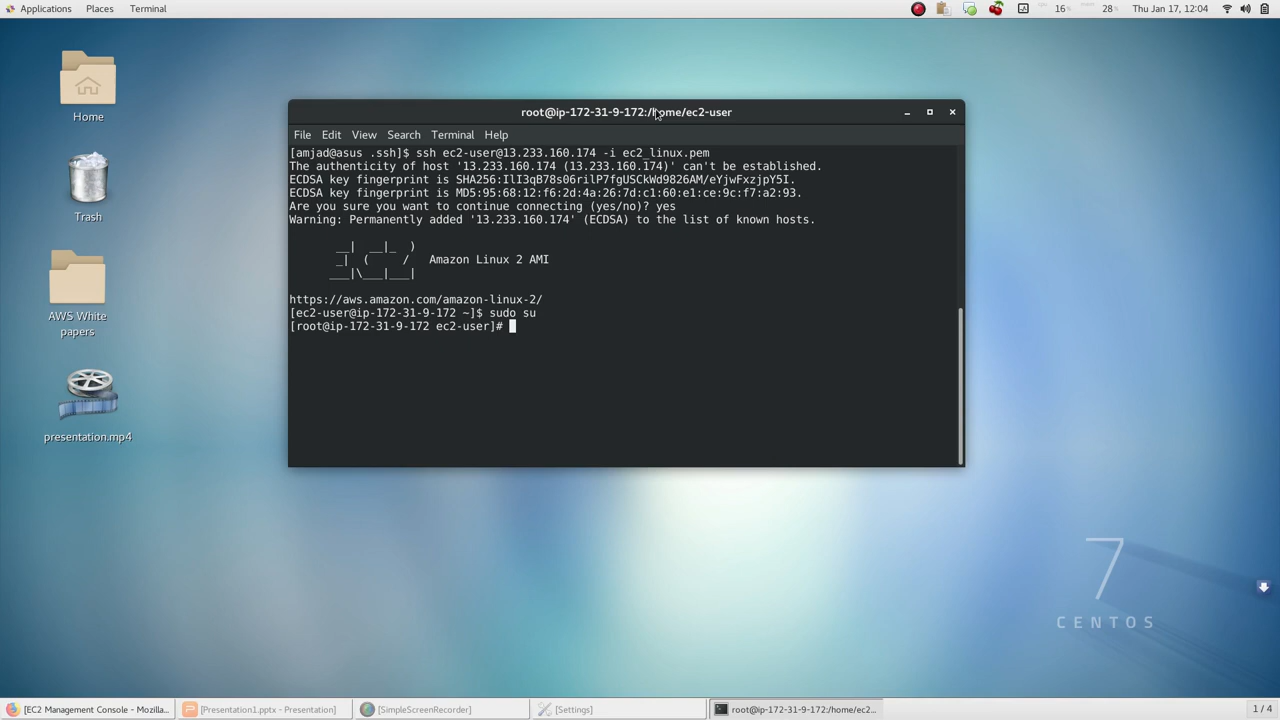 Applications Places Terminal
16% 28% Thu Jan 17, 12:04
Home
Trash
AWS White
papers
presentation.mp4
root@ip-172-31-9-172:/home/ec2-user
File Edit View Search Terminal Help
[amjad@asus .ssh]$ ssh ec2-user@13.233.160.174 -i ec2_linux.pem
The authenticity of host '13.233.160.174 (13.233.160.174)' can't be established.
ECDSA key fingerprint is SHA256:IlI3qB78s06rilP7fgUSCkWd9826AM/eYjwFxzjpY5I.
ECDSA key fingerprint is MD5:95:68:12:f6:2d:4a:26:7d:c1:60:e1:ce:9c:f7:a2:93.
Are you sure you want to continue connecting (yes/no)? yes
Warning: Permanently added '13.233.160.174' (ECDSA) to the list of known hosts.
__| __|_ )
_| ( / Amazon Linux 2 AMI
___|\___|___|
https://aws.amazon.com/amazon-linux-2/
[ec2-user@ip-172-31-9-172 ~]$ sudo su
[root@ip-172-31-9-172 ec2-user]#
7
CENTOS
[EC2 Management Console - Mozilla... [Presentation1.pptx - Presentation] [SimpleScreenRecorder] [Settings] root@ip-172-31-9-172:/home/ec2... 1 / 4